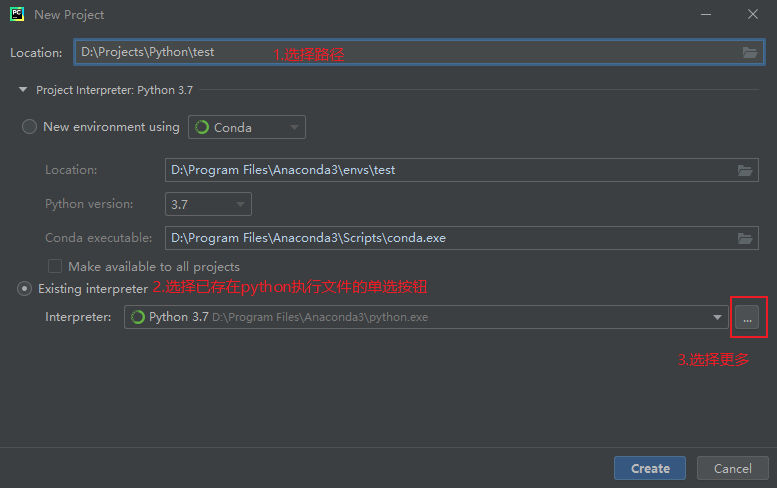 New Project
Location: D:\Projects\Python\test 1.选择路径
Project Interpreter: Python 3.7
New environment using Conda
Location: D:\Program Files\Anaconda3\envs\test
Python version: 3.7
Conda executable: D:\Program Files\Anaconda3\Scripts\conda.exe
Make available to all projects
Existing interpreter 2.选择已存在python执行文件的单选按钮
Interpreter: Python 3.7 D:\Program Files\Anaconda3\python.exe ...
3.选择更多
Create Cancel